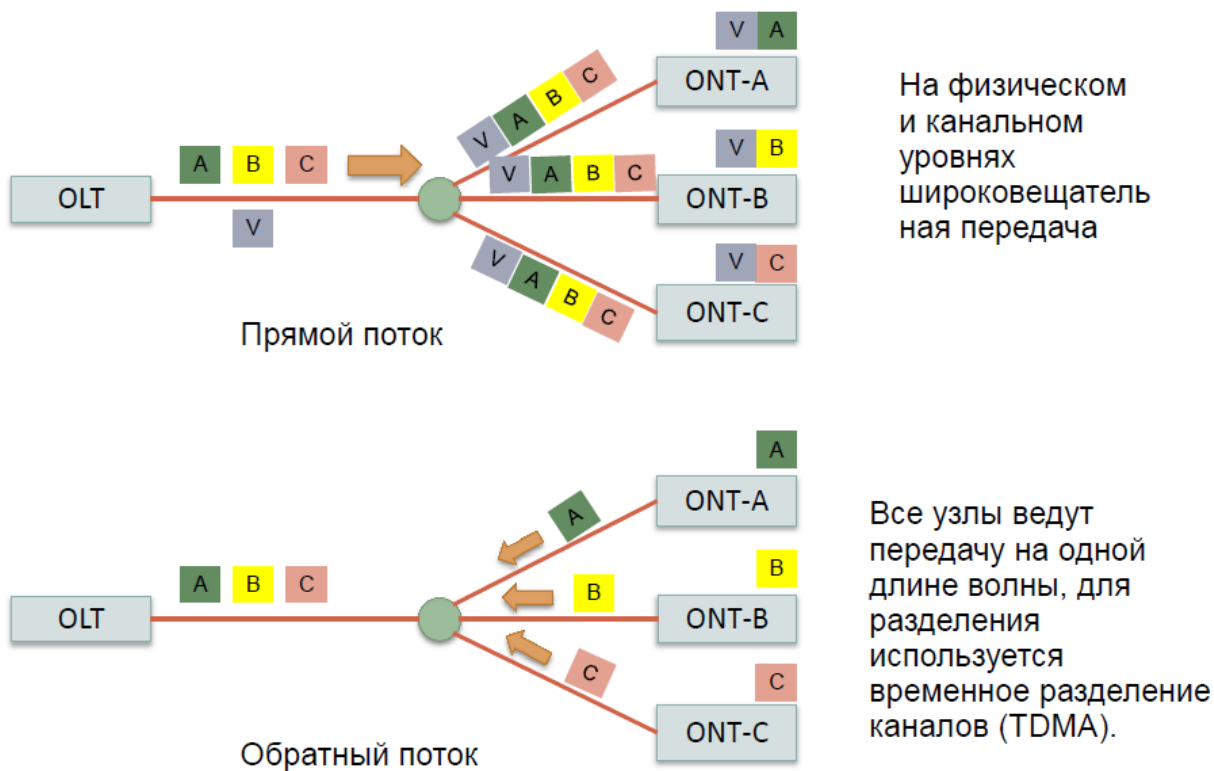 V A
ONT-A
V A B C
На физическом
и канальном
уровнях
широковещатель
ная передача
A B C
V B
V A B C
OLT
ONT-B
V
V C
V A B C
ONT-C
Прямой поток
A
ONT-A
A
Все узлы ведут
передачу на одной
длине волны, для
разделения
используется
временное разделение
каналов (TDMA).
A B C
B
B
OLT
ONT-B
C
C
ONT-C
Обратный поток